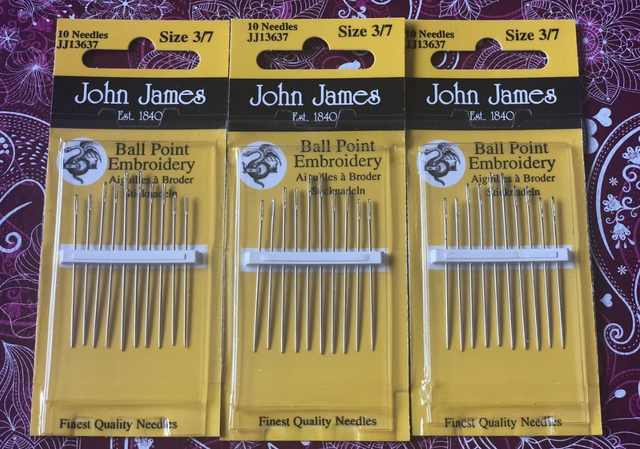 10 Needles
JJ13637
Size 3/7
John James
Est. 1840
Ball Point
Embroidery
Aiguilles à Broder
Sticknadeln
Finest Quality Needles
10 Needles
JJ13637
Size 3/7
John James
Est. 1840
Ball Point
Embroidery
Aiguilles à Broder
Sticknadeln
Finest Quality Needles
10 Needles
JJ13637
Size 3/7
John James
Est. 1840
Ball Point
Embroidery
Aiguilles à Broder
Sticknadeln
Finest Quality Needles